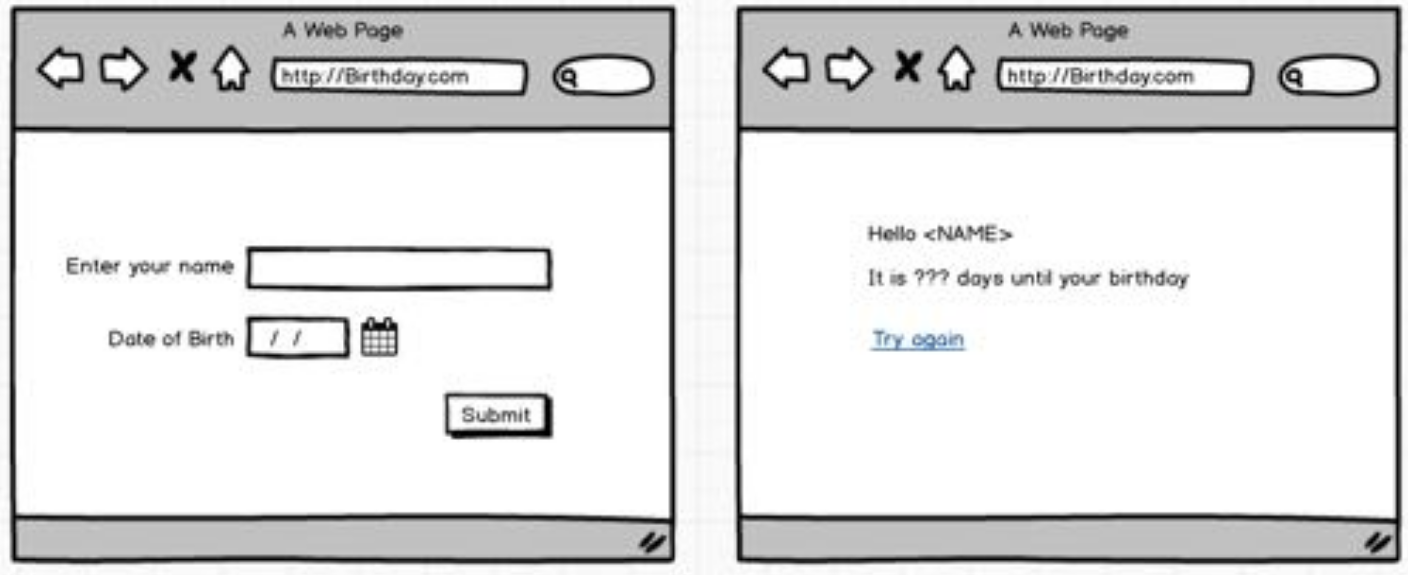 A Web Page
http://Birthday.com
Enter your name
Date of Birth / /
Submit
A Web Page
http://Birthday.com
Hello <NAME>
It is ??? days until your birthday
Try again